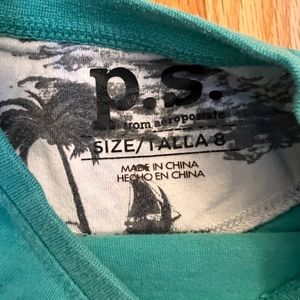 p.s.
from aeropostale
SIZE/TALLA 8
MADE IN CHINA
HECHO EN CHINA